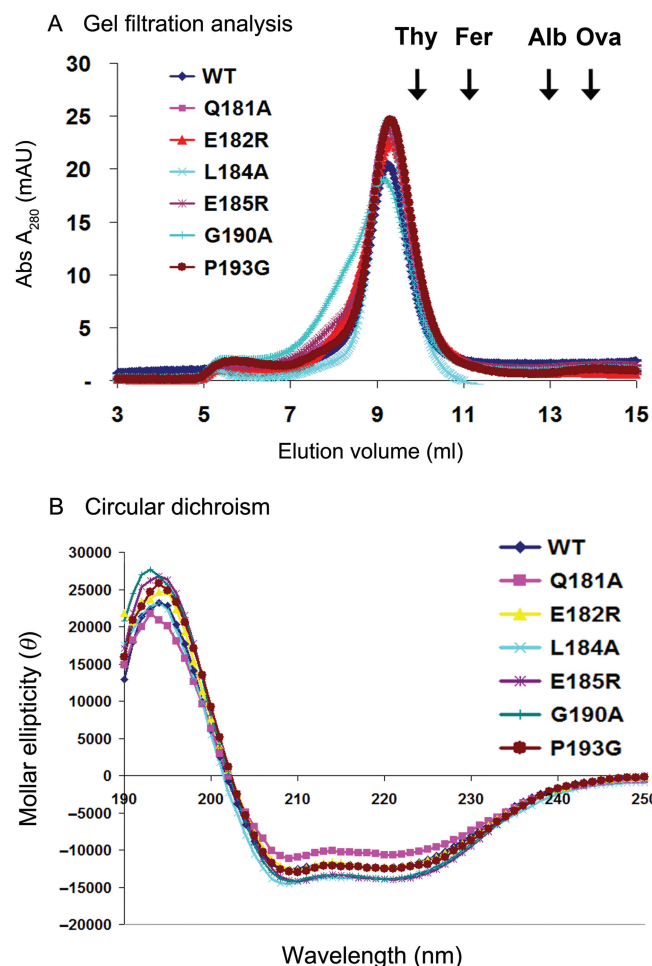 A Gel filtration analysis
Thy Fer Alb Ova
WT
Q181A
E182R
L184A
E185R
G190A
P193G
30
25
20
15
10
5
-
Abs A280 (mAU)
3 5 7 9 11 13 15
Elution volume (ml)
B Circular dichroism
WT
Q181A
E182R
L184A
E185R
G190A
P193G
30000
25000
20000
15000
10000
5000
0
−5000
−10000
−15000
−20000
Mollar ellipticity (θ)
190 200 210 220 230 240 250
Wavelength (nm)